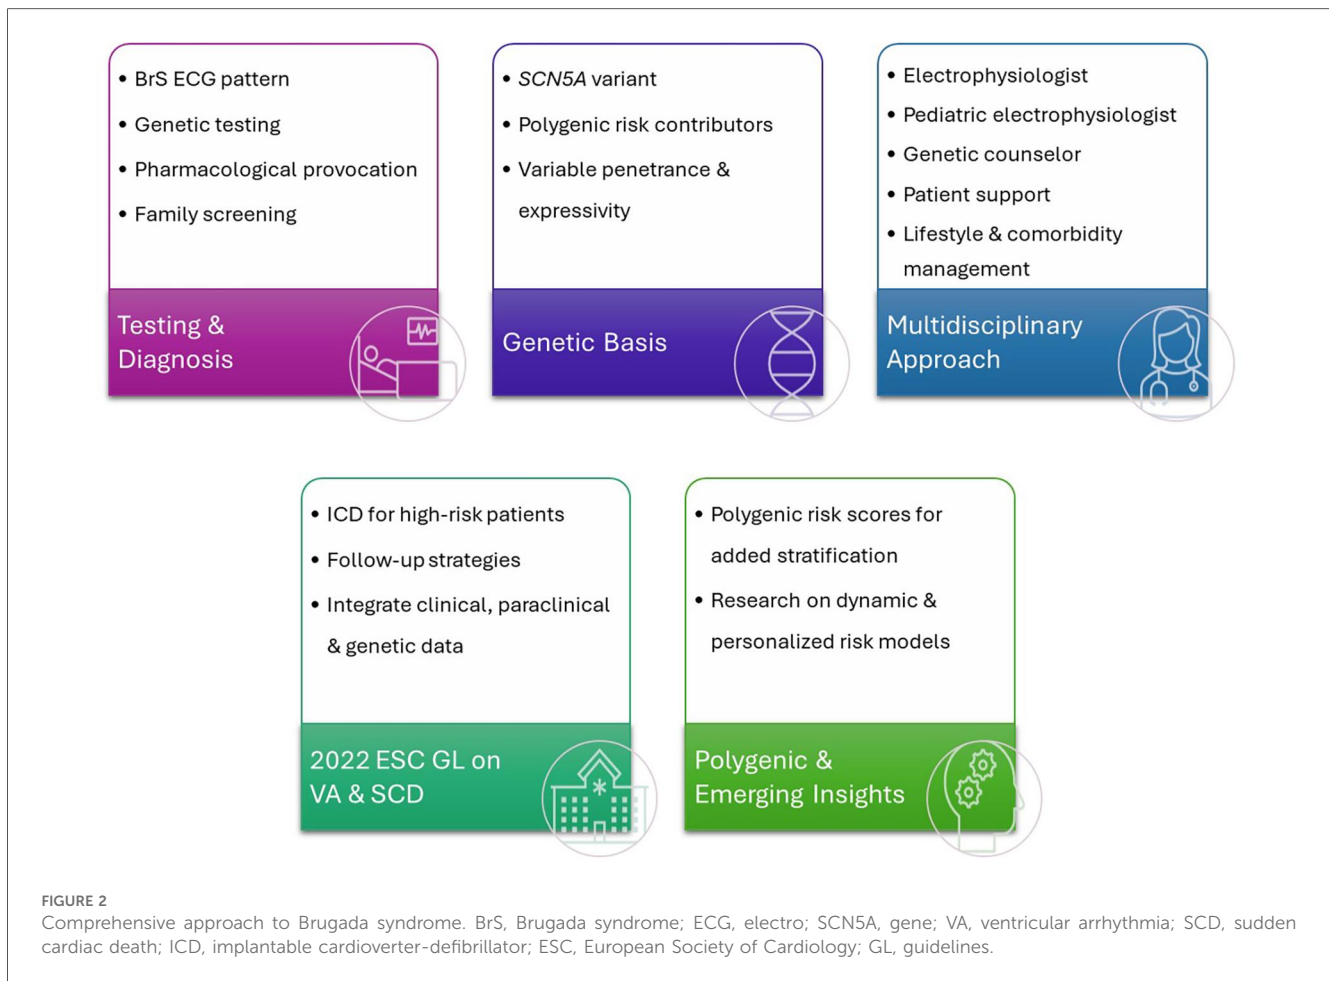 • BrS ECG pattern
• Genetic testing
• Pharmacological provocation
• Family screening
Testing &
Diagnosis
• SCN5A variant
• Polygenic risk contributors
• Variable penetrance &
expressivity
Genetic Basis
• Electrophysiologist
• Pediatric electrophysiologist
• Genetic counselor
• Patient support
• Lifestyle & comorbidity
management
Multidisciplinary
Approach
• ICD for high-risk patients
• Follow-up strategies
• Integrate clinical, paraclinical
& genetic data
2022 ESC GL on
VA & SCD
• Polygenic risk scores for
added stratification
• Research on dynamic &
personalized risk models
Polygenic &
Emerging Insights
FIGURE 2
Comprehensive approach to Brugada syndrome. BrS, Brugada syndrome; ECG, electro; SCN5A, gene; VA, ventricular arrhythmia; SCD, sudden
cardiac death; ICD, implantable cardioverter-defibrillator; ESC, European Society of Cardiology; GL, guidelines.